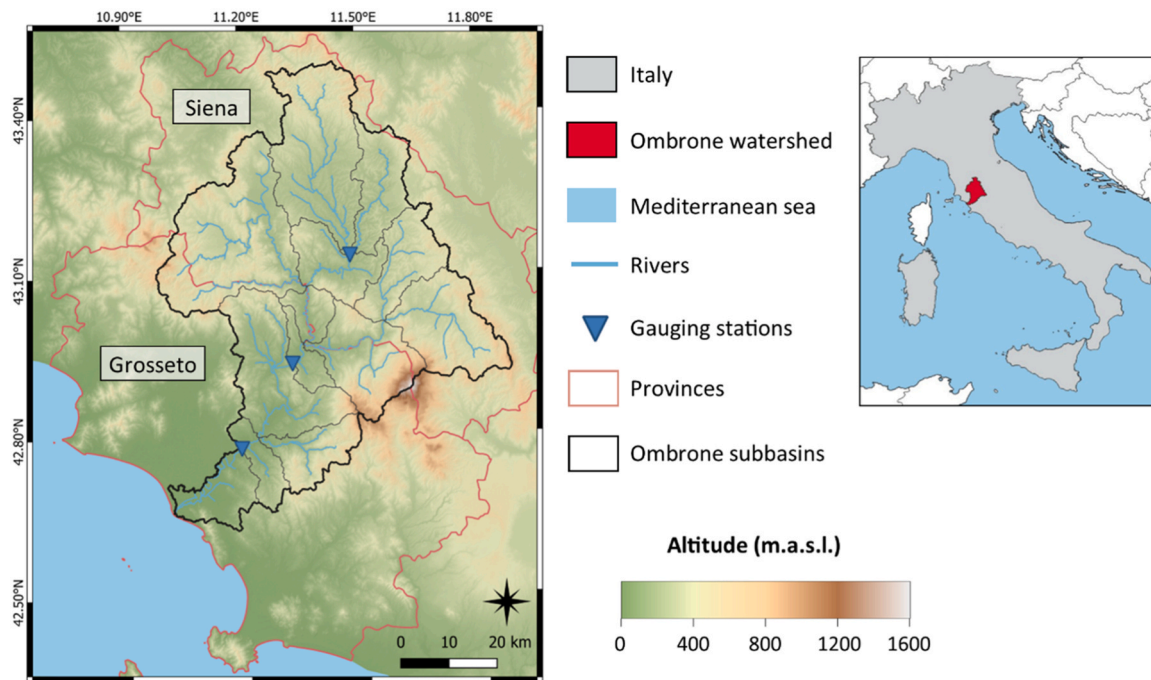 10.90°E 11.20°E 11.50°E 11.80°E
43.40°N
43.10°N
42.80°N
42.50°N
Siena
Grosseto
0 10 20 km
Italy
Ombrone watershed
Mediterranean sea
Rivers
Gauging stations
Provinces
Ombrone subbasins
Altitude (m.a.s.l.)
0 400 800 1200 1600